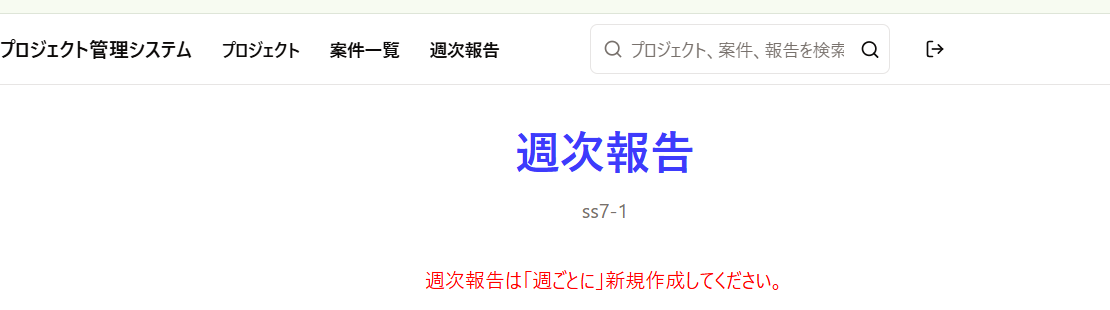 プロジェクト管理システム プロジェクト 案件一覧 週次報告 プロジェクト、案件、報告を検索
週次報告
ss7-1
週次報告は「週ごとに」新規作成してください。